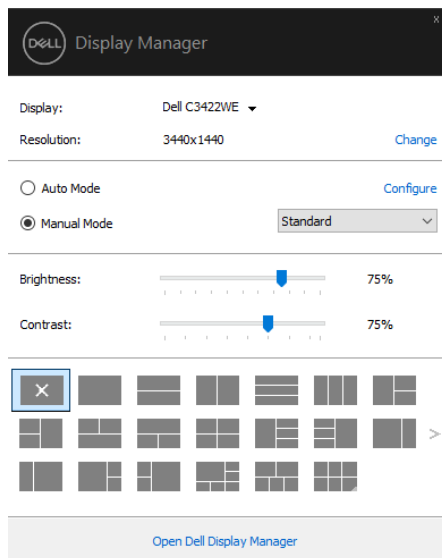 DELL Display Manager
x
Display: Dell C3422WE
Resolution: 3440x1440 Change
Auto Mode Configure
Manual Mode Standard
Brightness: 75%
Contrast: 75%
Open Dell Display Manager